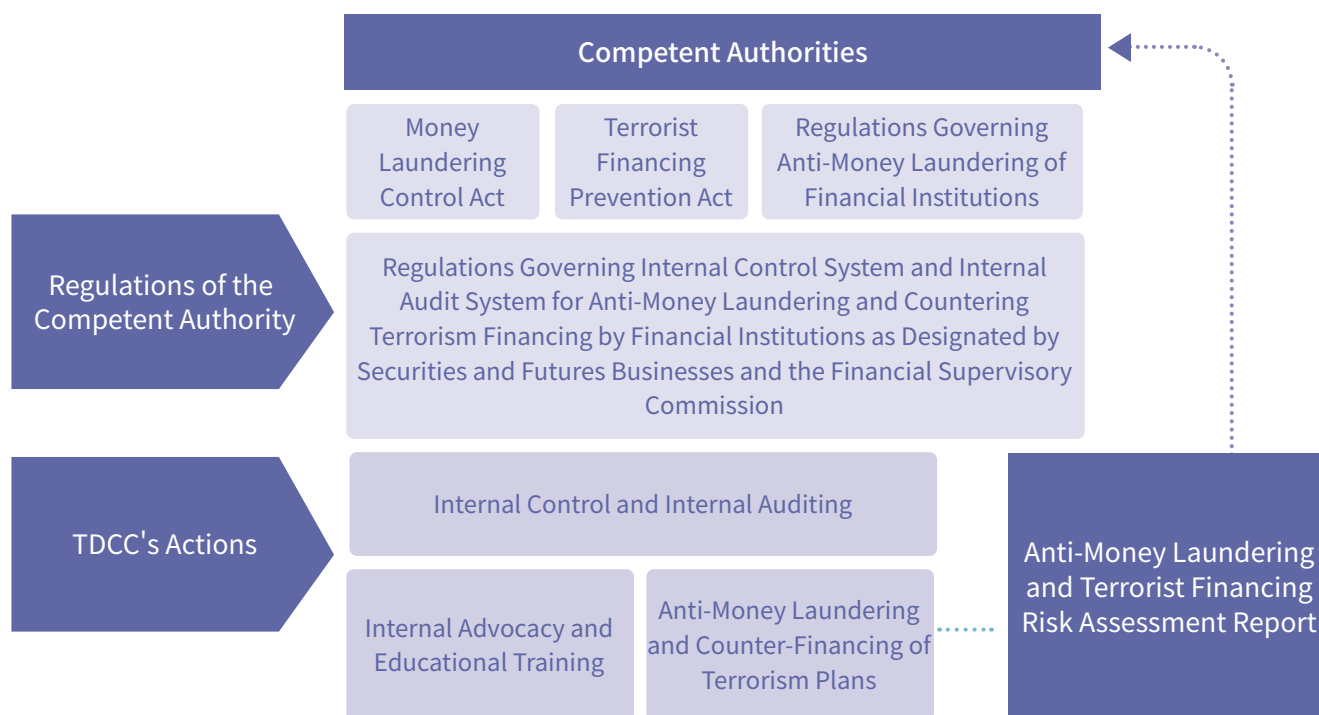 Competent Authorities
Money
Laundering
Control Act
Terrorist
Financing
Prevention Act
Regulations Governing
Anti-Money Laundering of
Financial Institutions
Regulations of the
Competent Authority
Regulations Governing Internal Control System and Internal
Audit System for Anti-Money Laundering and Countering
Terrorism Financing by Financial Institutions as Designated by
Securities and Futures Businesses and the Financial Supervisory
Commission
TDCC's Actions
Internal Control and Internal Auditing
Internal Advocacy and
Educational Training
Anti-Money Laundering
and Counter-Financing of
Terrorism Plans
Anti-Money Laundering
and Terrorist Financing
Risk Assessment Report